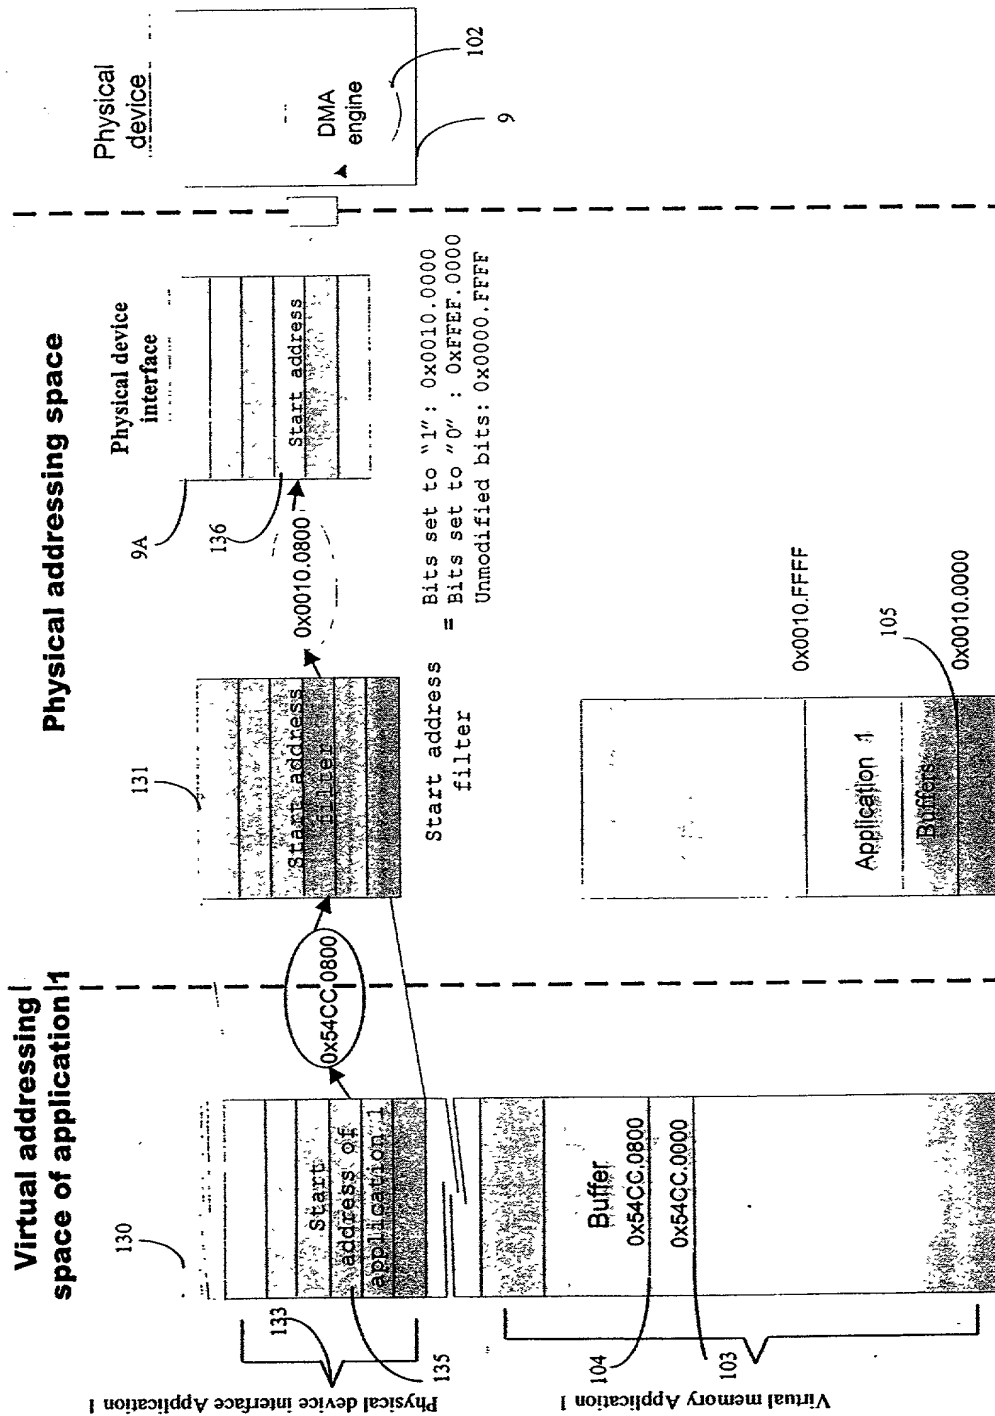 Virtual addressing
space of application 1
Physical addressing space
130
131
9A
136
Physical device
interface
Physical
device
DMA
engine
102
9
Start
address of
application 1
0x54CC.0800
Start address
filter
0x0010.0800
Start address
133
Physical device interface Application 1
135
Start address
filter
= Bits set to "1": 0x0010.0000
Bits set to "0" : 0xFFEF.0000
Unmodified bits: 0x0000.FFFF
Buffer
0x54CC.0800
0x54CC.0000
104
103
Virtual memory Application 1
Application 1
Buffers
0x0010.FFFF
105
0x0010.0000